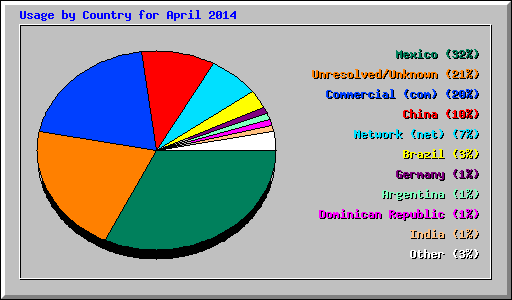 Usage by Country for April 2014
Mexico (32%)
Unresolved/Unknown (21%)
Commercial (com) (20%)
China (10%)
Network (net) (7%)
Brazil (3%)
Germany (1%)
Argentina (1%)
Dominican Republic (1%)
India (1%)
Other (3%)